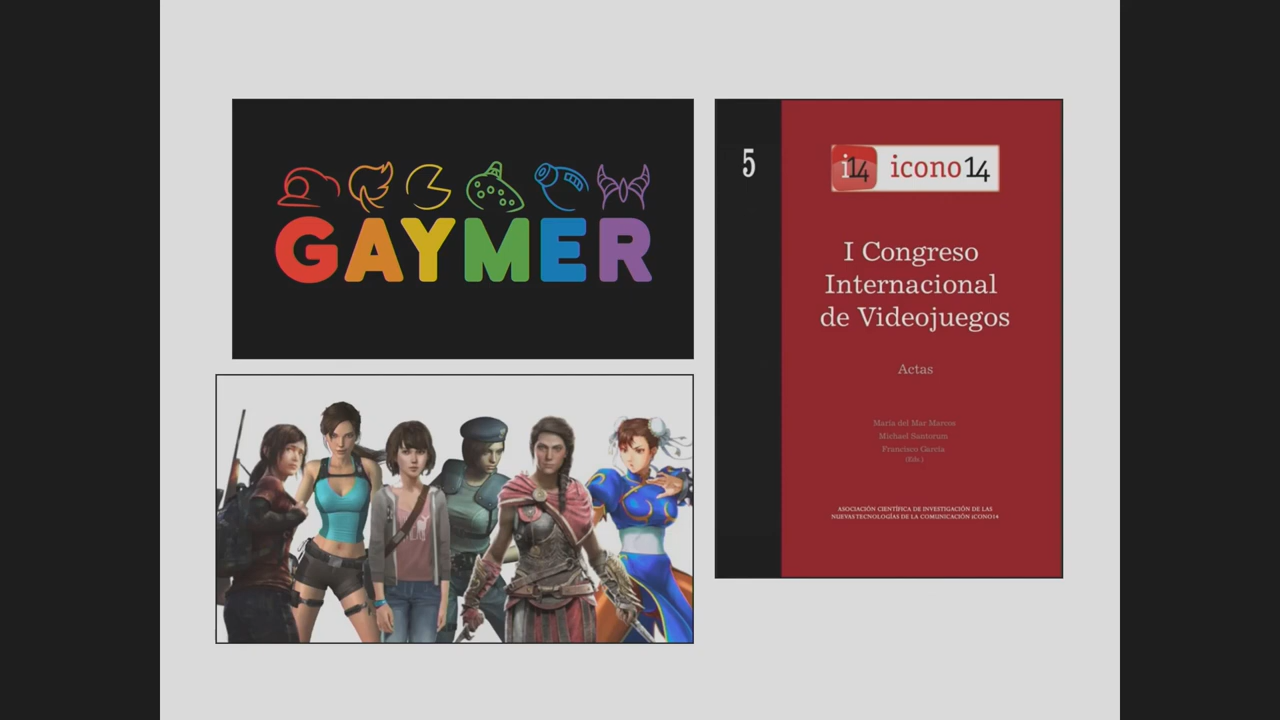 GAYMER
5
i14 icono14
I Congreso
Internacional
de Videojuegos
Actas
María del Mar Marcos
Michael Santorum
Francisco García
(Eds.)
ASOCIACIÓN CIENTÍFICA DE INVESTIGACIÓN DE LAS
NUEVAS TECNOLOGÍAS DE LA COMUNICACIÓN ICONO14